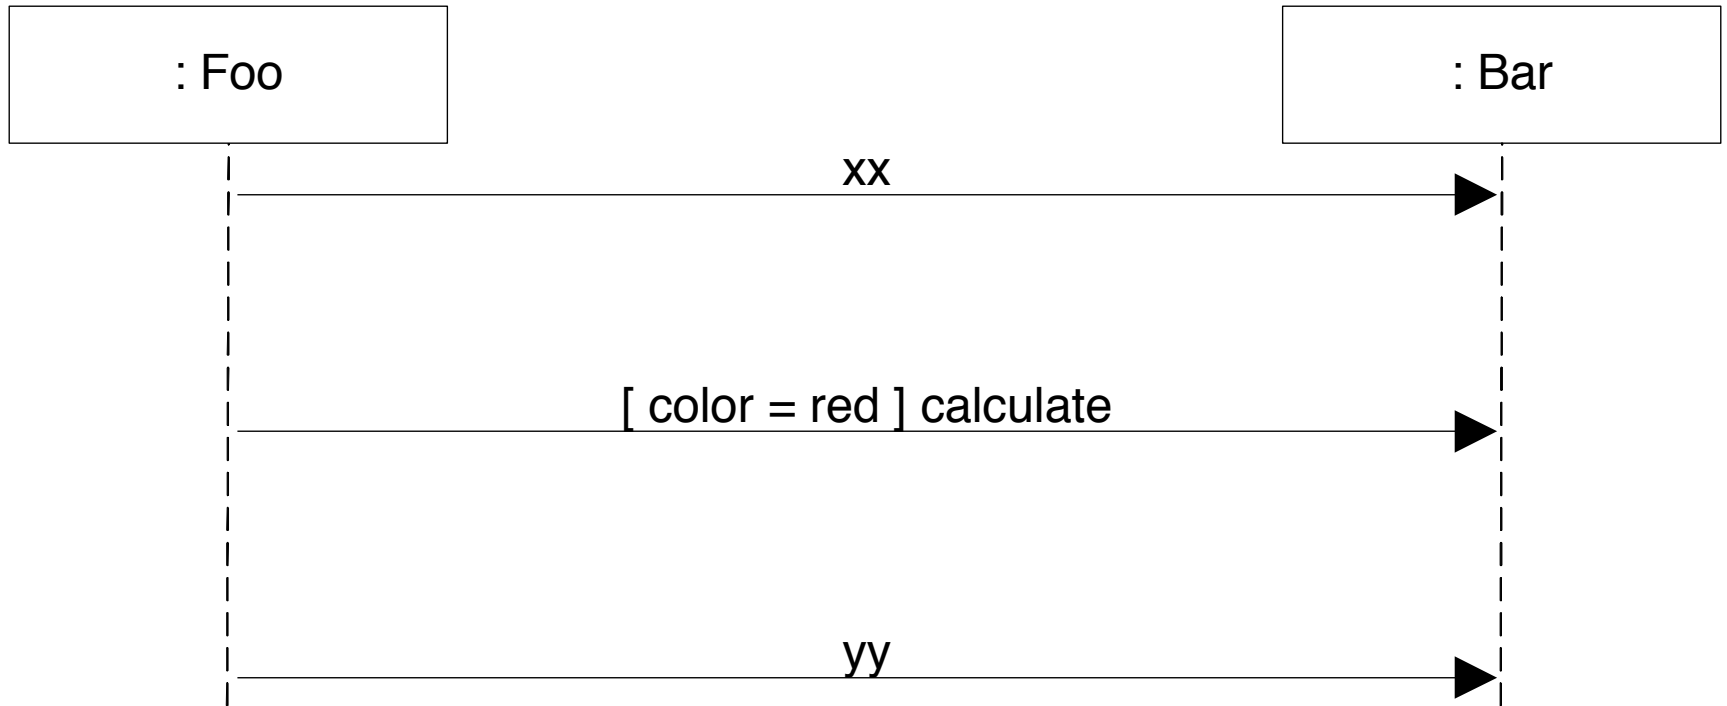 : Foo
: Bar
xx
[ color = red ] calculate
yy